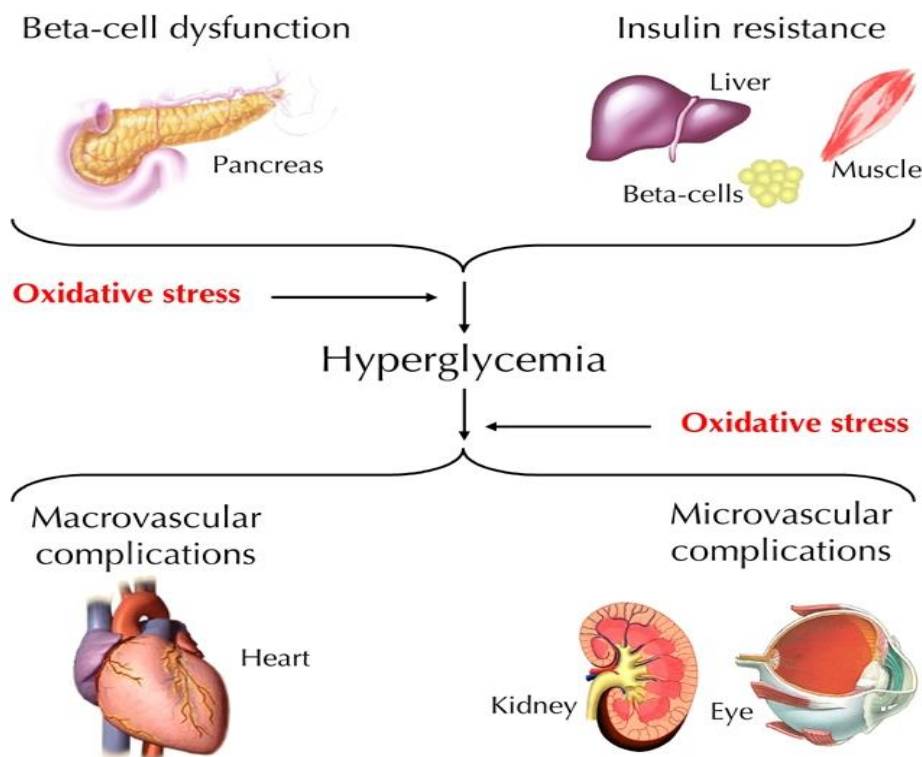 Beta-cell dysfunction
Insulin resistance
Liver
Pancreas
Beta-cells
Muscle
Oxidative stress
Hyperglycemia
Oxidative stress
Macrovascular
complications
Microvascular
complications
Heart
Kidney
Eye